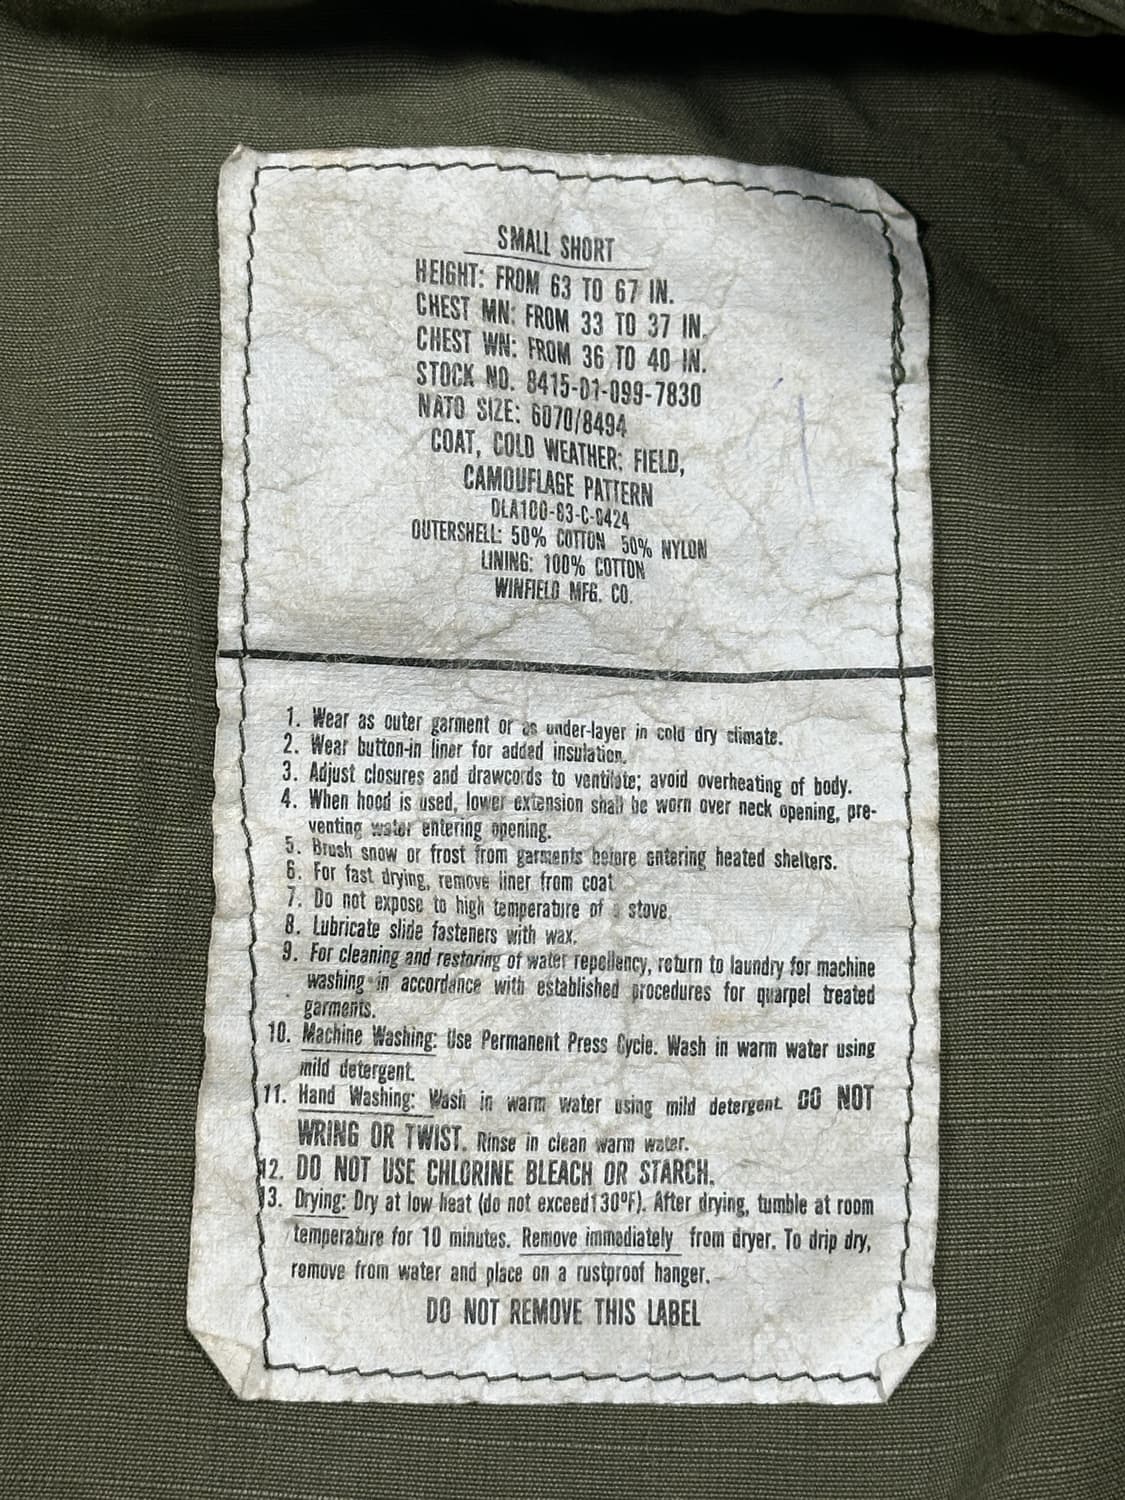 SMALL SHORT
HEIGHT: FROM 63 TO 67 IN.
CHEST MN: FROM 33 TO 37 IN.
CHEST WN: FROM 36 TO 40 IN.
STOCK NO. 8415-01-099-7830
NATO SIZE: 6070/8494
COAT, COLD WEATHER: FIELD,
CAMOUFLAGE PATTERN
DLA100-83-C-0424
OUTERSHELL: 50% COTTON 50% NYLON
LINING: 100% COTTON
WINFIELD MFG. CO.
1. Wear as outer garment or as under-layer in cold dry climate.
2. Wear button-in liner for added insulation.
3. Adjust closures and drawcords to ventilate; avoid overheating of body.
4. When hood is used, lower extension shall be worn over neck opening, pre-
venting water entering opening.
5. Brush snow or frost from garments before entering heated shelters.
6. For fast drying, remove liner from coat
7. Do not expose to high temperature of a stove.
8. Lubricate slide fasteners with wax.
9. For cleaning and restoring of water repellency, return to laundry for machine
washing in accordance with established procedures for quarpel treated
garments.
10. Machine Washing: Use Permanent Press Cycle. Wash in warm water using
mild detergent.
11. Hand Washing: Wash in warm water using mild detergent. DO NOT
WRING OR TWIST. Rinse in clean warm water.
12. DO NOT USE CHLORINE BLEACH OR STARCH.
13. Drying: Dry at low heat (do not exceed 130°F). After drying, tumble at room
temperature for 10 minutes. Remove immediately from dryer. To drip dry,
remove from water and place on a rustproof hanger.
DO NOT REMOVE THIS LABEL